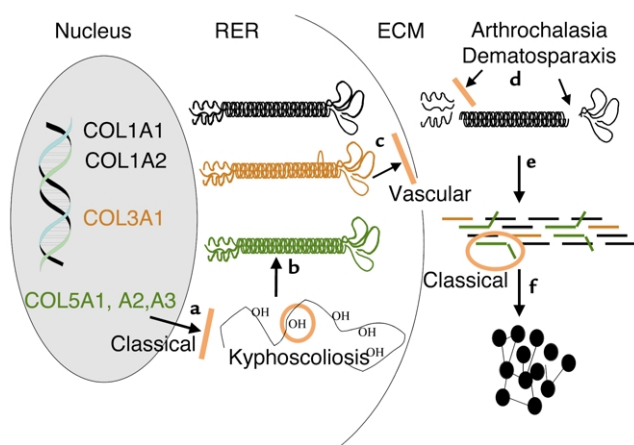 Nucleus
RER
ECM
Arthrochalasia
Dematosparaxis
d
COL1A1
COL1A2
c
e
Vascular
COL3A1
b
COL5A1, A2,A3
a
Classical
OH
OH
OH
OH
OH
Kyphoscoliosis
Classical
f